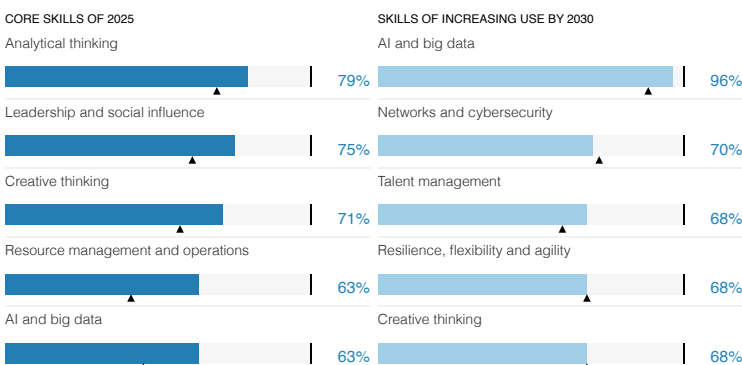 CORE SKILLS OF 2025
Analytical thinking
79%
Leadership and social influence
75%
Creative thinking
71%
Resource management and operations
63%
AI and big data
63%
SKILLS OF INCREASING USE BY 2030
AI and big data
96%
Networks and cybersecurity
70%
Talent management
68%
Resilience, flexibility and agility
68%
Creative thinking
68%